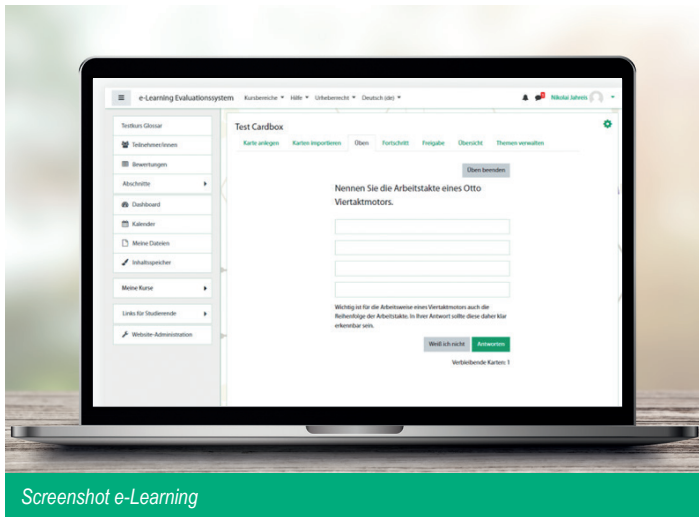 e-Learning Evaluationssystem Kursbereiche Hilfe Urheberrecht Deutsch (de) Nikolai Jahreis
Testkurs Glossar
Teilnehmer/innen
Bewertungen
Abschnitte
Dashboard
Kalender
Meine Dateien
Inhaltsspeicher
Meine Kurse
Links für Studierende
Website-Administration
Test Cardbox
Karte anlegen Karten importieren Üben Fortschritt Freigabe Übersicht Themen verwalten
Üben beenden
Nennen Sie die Arbeitstakte eines Otto
Viertaktmotors.
Wichtig ist für die Arbeitsweise eines Viertaktmotors auch die
Reihenfolge der Arbeitstakte. In Ihrer Antwort sollte diese daher klar
erkennbar sein.
Weiß ich nicht Antworten
Verbleibende Karten: 1
Screenshot e-Learning